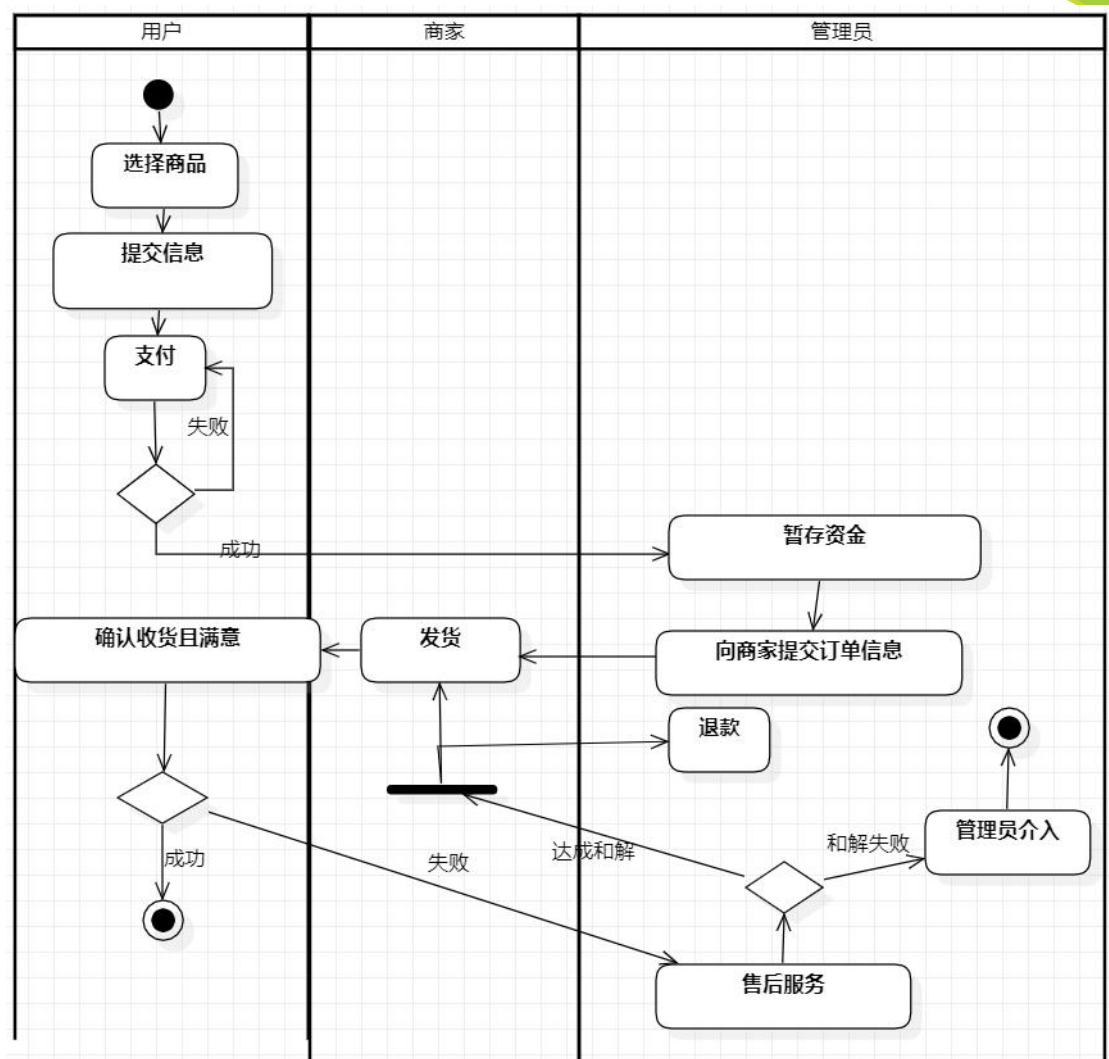 用户
商家
管理员
选择商品
提交信息
支付
失败
成功
暂存资金
确认收货且满意
发货
向商家提交订单信息
退款
管理员介入
和解失败
达成和解
成功
失败
售后服务